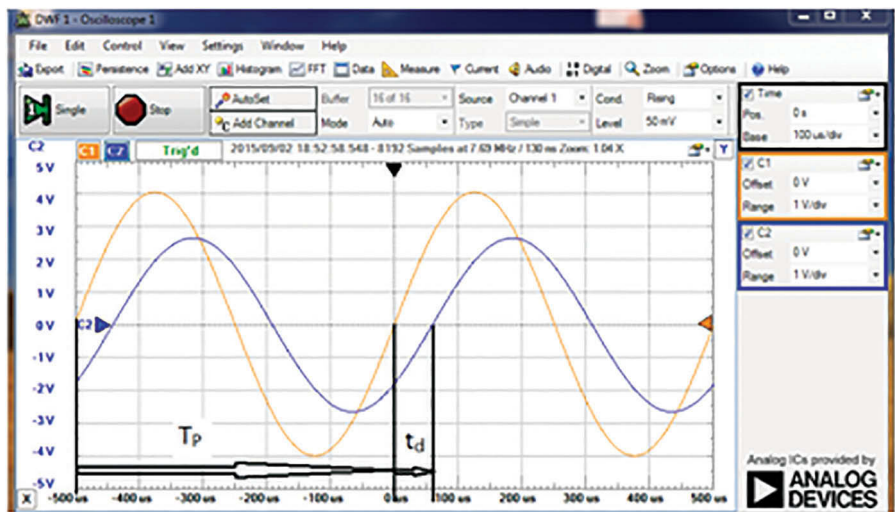 DWF 1 - Oscilloscope 1
File Edit Control View Settings Window Help
Export Persistence Add XY Histogram FFT Data Measure Current Audio Digital Zoom Options Help
Single Stop AutoSet Buffer 16 of 16 Source Channel 1 Cond. Rising
Add Channel Mode Auto Type Simple Level 50 mV
C2 C1 C2 Trig'd 2015/09/02 18:52:58.548 - 8192 Samples at 7.69 MHz / 130 ns Zoom: 1.04 X Y
Time
Pos. 0 s
Base 100 us/div
C1
Offset 0 V
Range 1 V/div
C2
Offset 0 V
Range 1 V/div
5 V
4 V
3 V
2 V
1 V
0 V C2
-1 V
-2 V
-3 V
-4 V
-5 V
Tp td
X -500 us -400 us -300 us -200 us -100 us 0 us 100 us 200 us 300 us 400 us 500 us
Analog ICs provided by
ANALOG
DEVICES